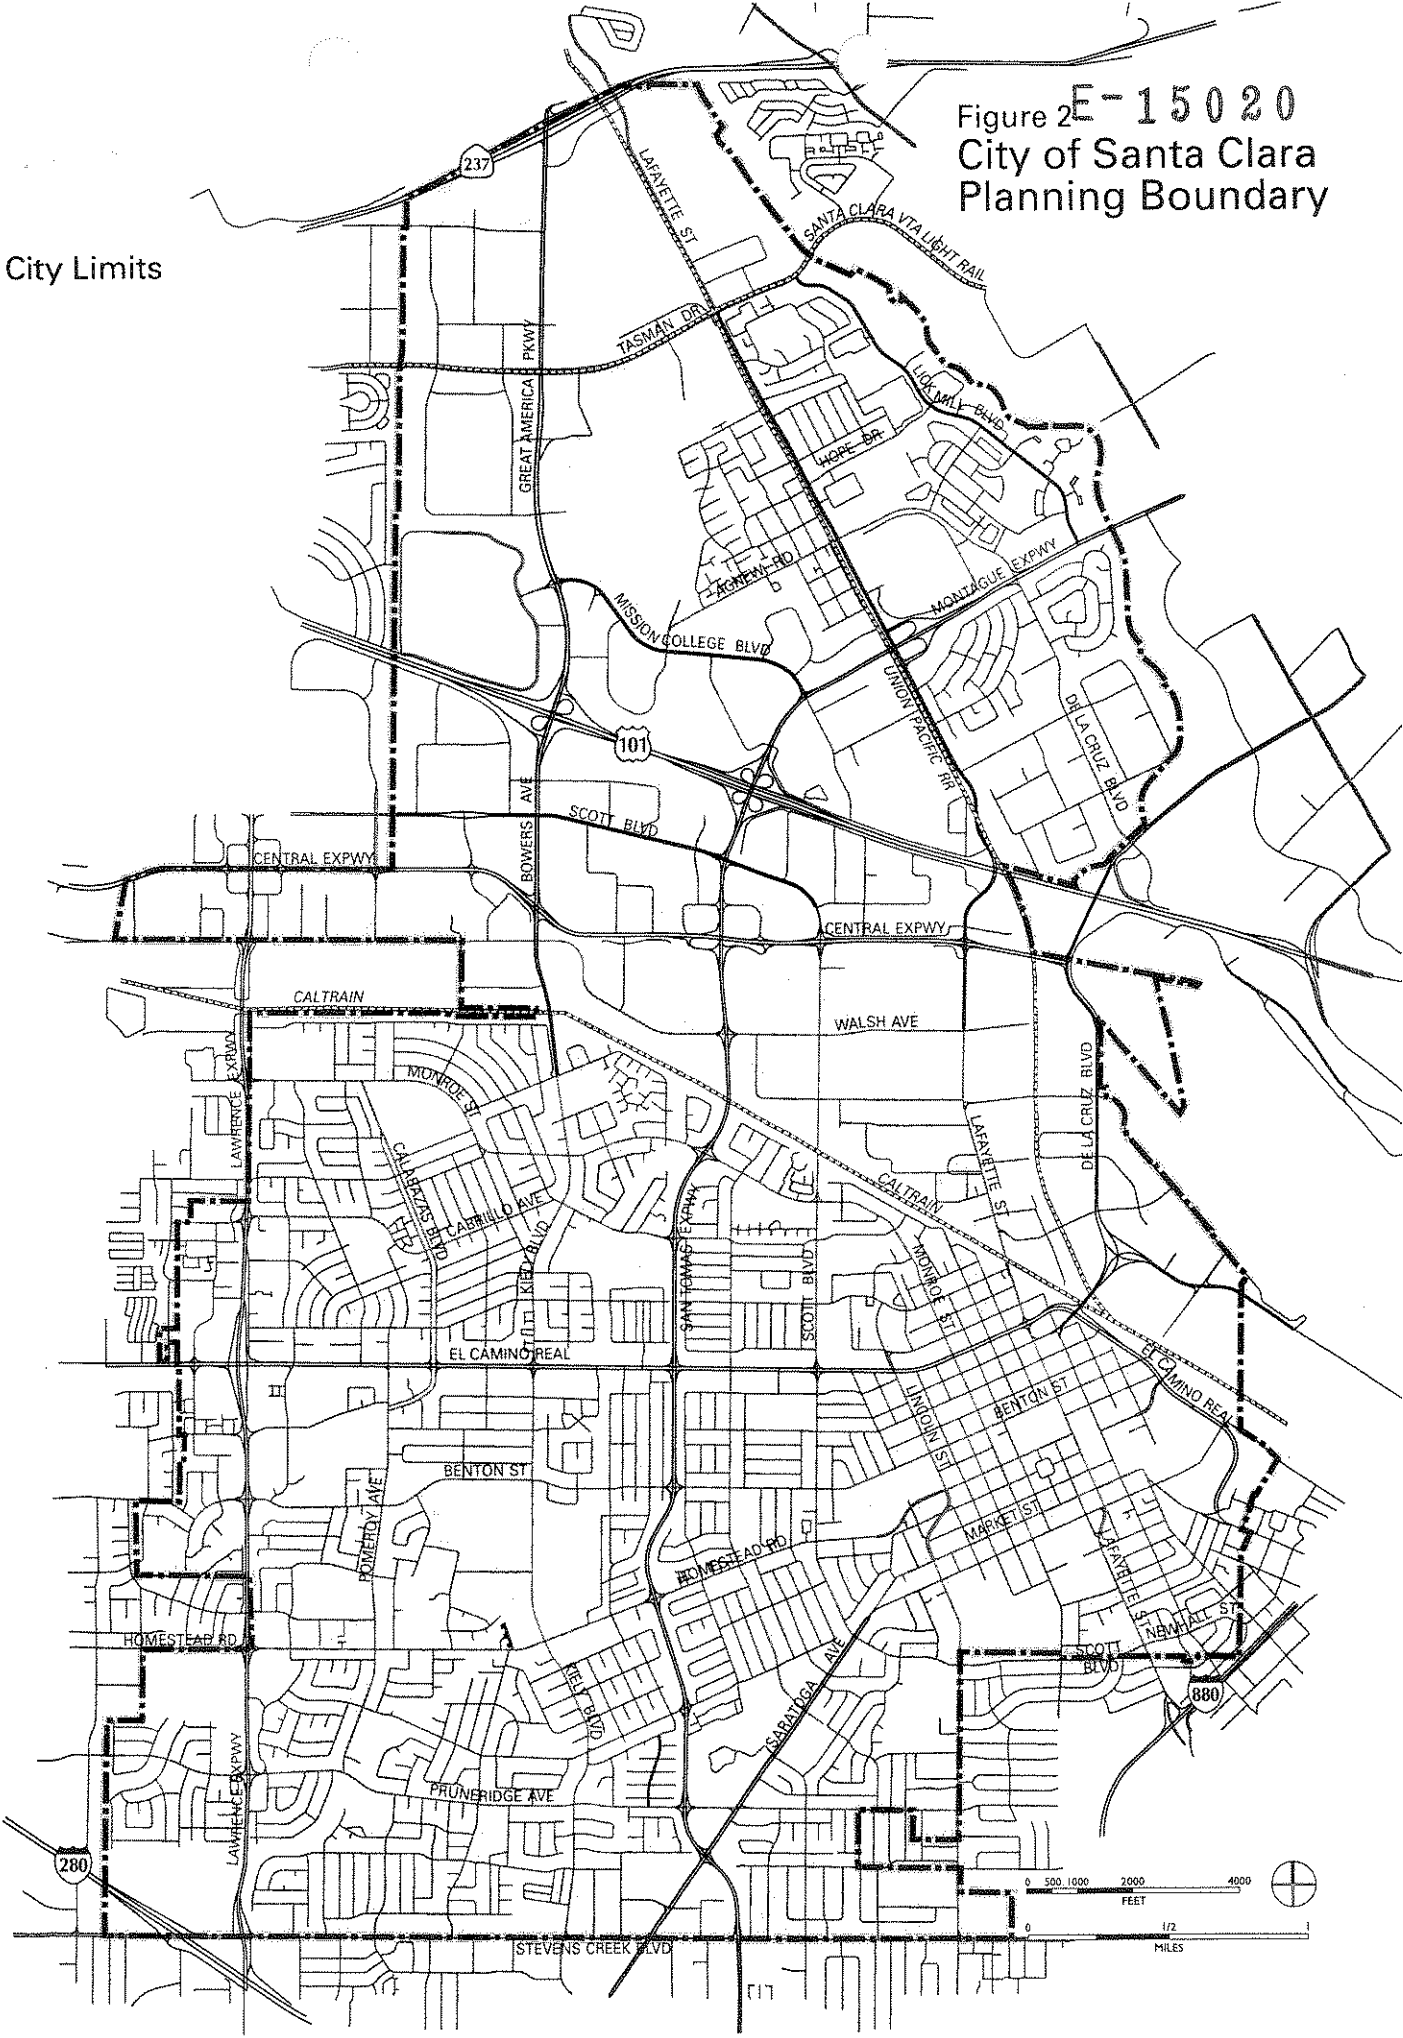 Figure 2 E-15020
City of Santa Clara
Planning Boundary
City Limits
237
LAFAYETTE ST
SANTA CLARA VTA LIGHT RAIL
TASMAN DR
GREAT AMERICA PKWY
LICK MILL BLVD
HOPE DR
AGNEW RD
MONTAGUE EXPWY
MISSION COLLEGE BLVD
UNION PACIFIC RR
DE LA CRUZ BLVD
101
BOWERS AVE
SCOTT BLVD
CENTRAL EXPWY
CENTRAL EXPWY
CALTRAIN
WALSH AVE
LAWRENCE EXPWY
MONROE ST
DE LA CRUZ BLVD
LAFAYETTE ST
CALABAZAS BLVD
CABRILLO AVE
KIELY BLVD
SAN TOMAS EXPWY
SCOTT BLVD
CALTRAIN
MONROE ST
EL CAMINO REAL
EL CAMINO REAL
LINCOLN ST
BENTON ST
BENTON ST
POMEROY AVE
MARKET ST
HOMESTEAD RD
LAFAYETTE ST
NEWHALL ST
HOMESTEAD RD
SCOTT
BLVD
KIELY BLVD
SARATOGA AVE
880
LAWRENCE EXPWY
PRUNERIDGE AVE
280
0 500 1000 2000 4000
FEET
0 1/2 1
MILES
STEVENS CREEK BLVD